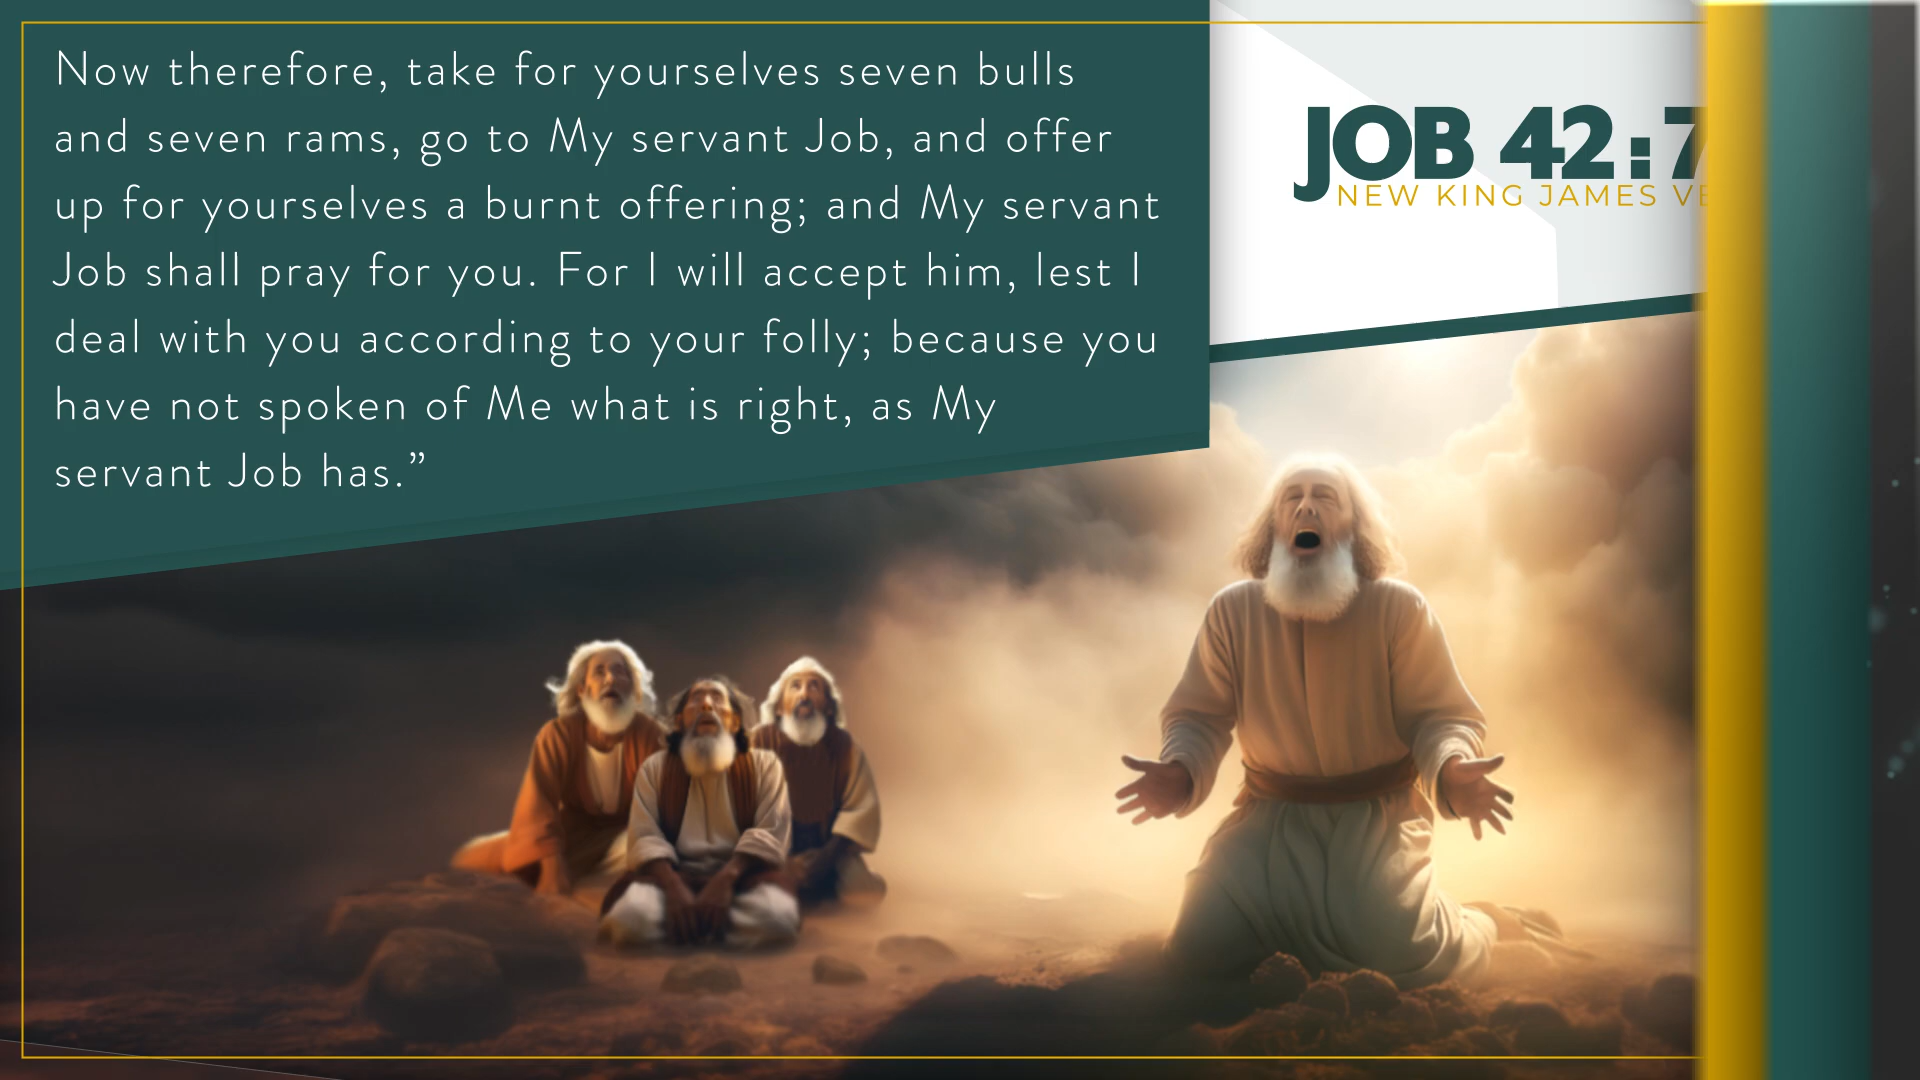 Now therefore, take for yourselves seven bulls
and seven rams, go to My servant Job, and offer
up for yourselves a burnt offering; and My servant
Job shall pray for you. For I will accept him, lest I
deal with you according to your folly; because you
have not spoken of Me what is right, as My
servant Job has.”
JOB 42:7
NEW KING JAMES